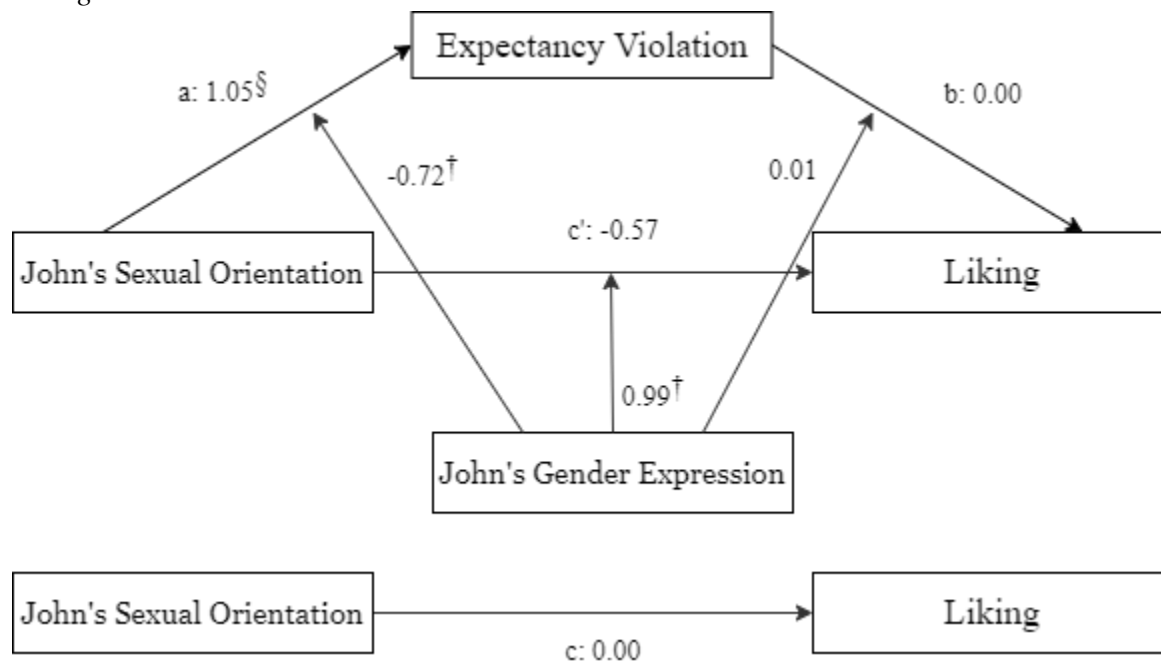 Expectancy Violation
a: 1.05§
b: 0.00
-0.72†
0.01
c': -0.57
John's Sexual Orientation
Liking
0.99†
John's Gender Expression
John's Sexual Orientation
Liking
c: 0.00